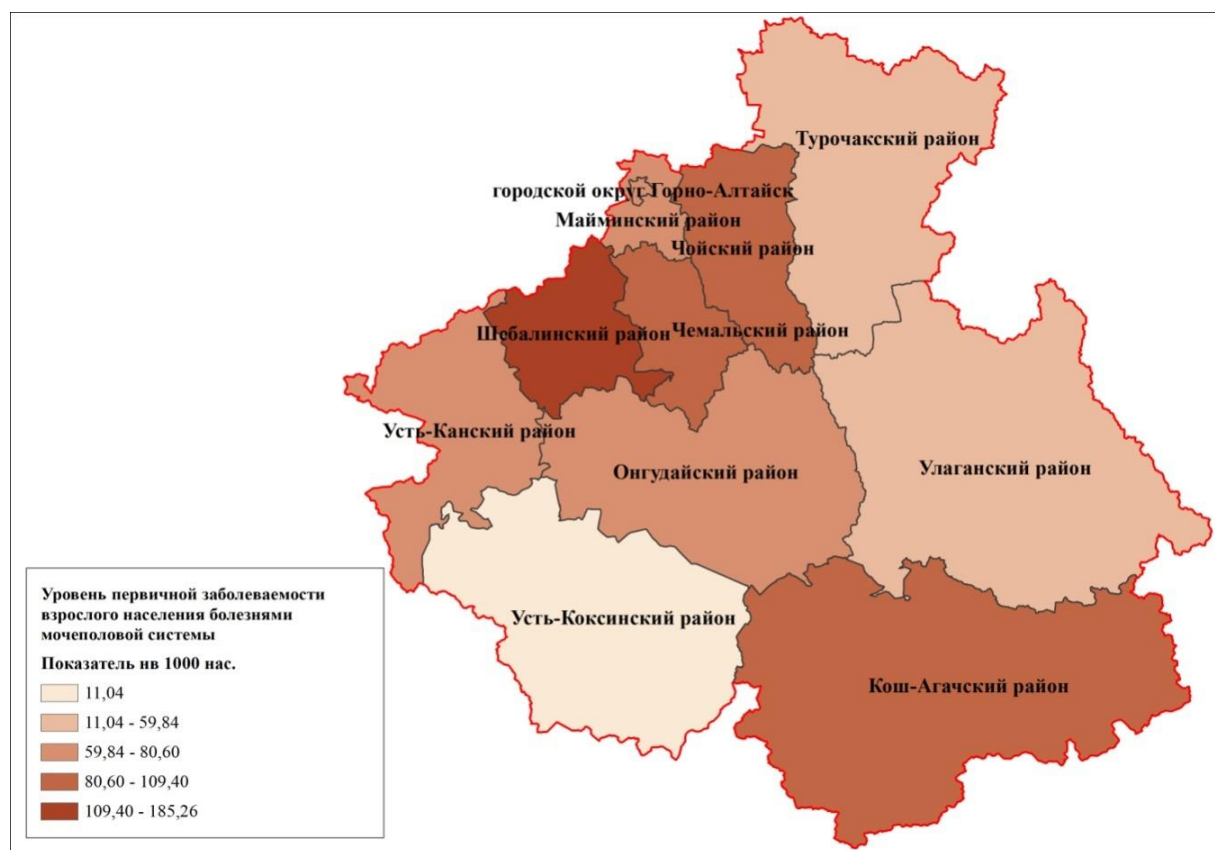 Турочакский район
городской округ Горно-Алтайск
Майминский район
Чойский район
Шебалинский район
Чемальский район
Усть-Канский район
Онгудайский район
Улаганский район
Усть-Коксинский район
Кош-Агачский район
Уровень первичной заболеваемости
взрослого населения болезнями
мочеполовой системы
Показатель нв 1000 нас.
11,04
11,04 - 59,84
59,84 - 80,60
80,60 - 109,40
109,40 - 185,26